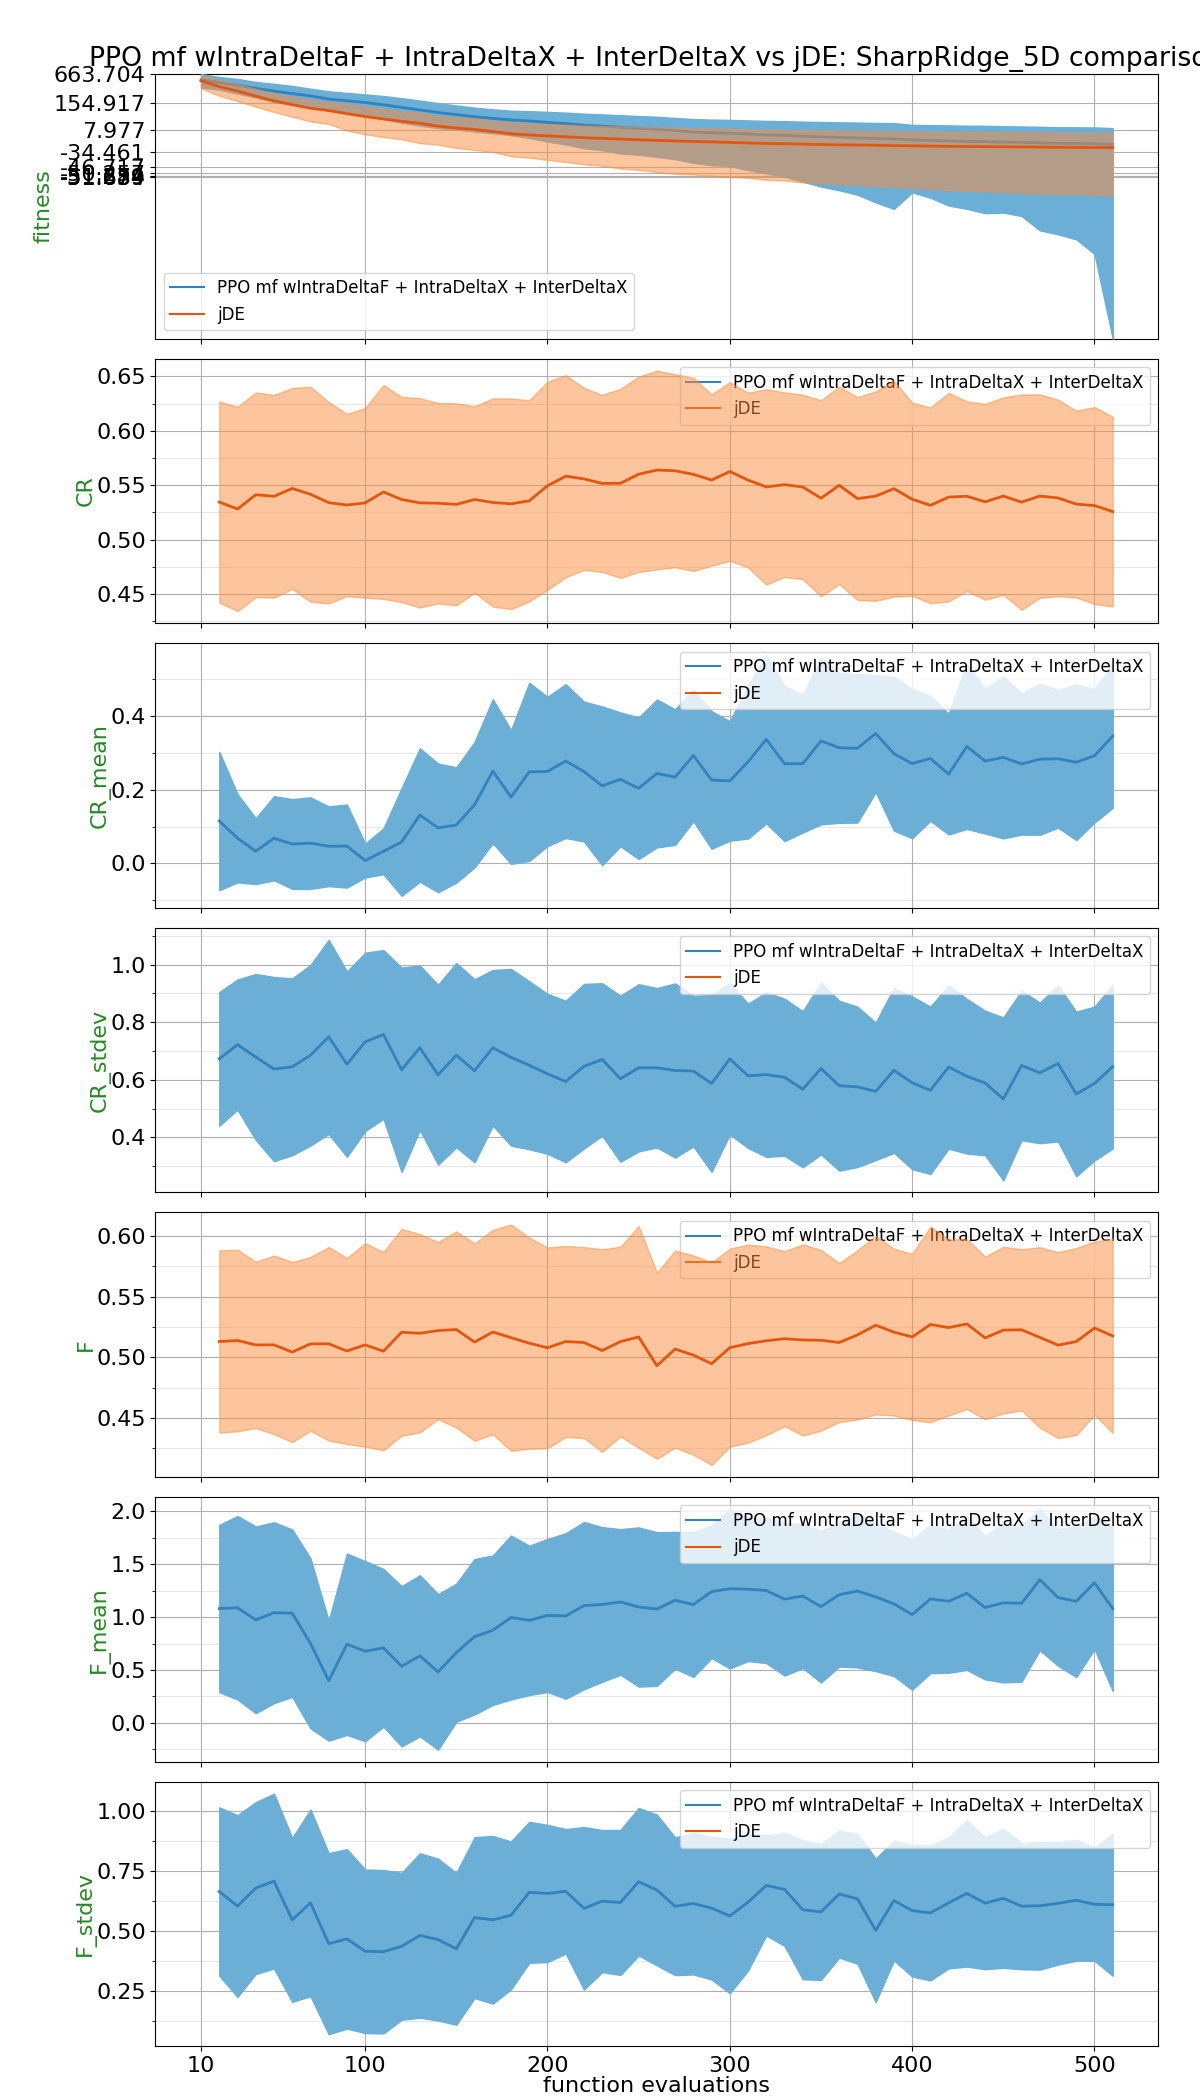 PPO mf wIntraDeltaF + IntraDeltaX + InterDeltaX vs jDE: SharpRidge_5D compariso
663.704
154.917
7.977
-34.461
fitness
PPO mf wIntraDeltaF + IntraDeltaX + InterDeltaX
jDE
0.65
0.60
0.55
0.50
0.45
CR
PPO mf wIntraDeltaF + IntraDeltaX + InterDeltaX
jDE
0.4
0.2
0.0
CR_mean
PPO mf wIntraDeltaF + IntraDeltaX + InterDeltaX
jDE
1.0
0.8
0.6
0.4
CR_stdev
PPO mf wIntraDeltaF + IntraDeltaX + InterDeltaX
jDE
0.60
0.55
0.50
0.45
F
PPO mf wIntraDeltaF + IntraDeltaX + InterDeltaX
jDE
2.0
1.5
1.0
0.5
0.0
F_mean
PPO mf wIntraDeltaF + IntraDeltaX + InterDeltaX
jDE
1.00
0.75
0.50
0.25
F_stdev
PPO mf wIntraDeltaF + IntraDeltaX + InterDeltaX
jDE
10 100 200 300 400 500
function evaluations